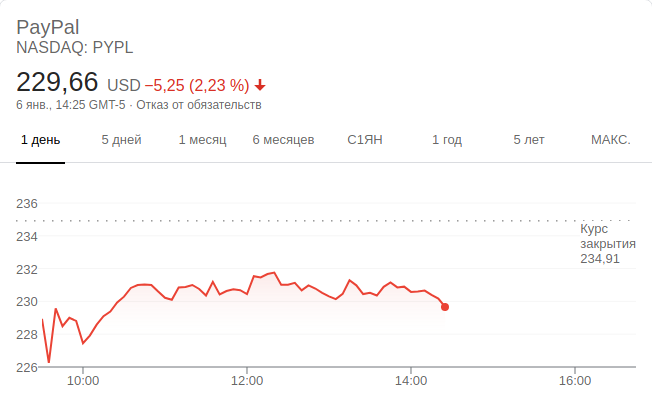 PayPal
NASDAQ: PYPL
229,66 USD −5,25 (2,23 %)
6 янв., 14:25 GMT-5 · Отказ от обязательств
1 день 5 дней 1 месяц 6 месяцев С1ЯН 1 год 5 лет МАКС.
236
234
232
230
228
226
Курс
закрытия
234,91
10:00 12:00 14:00 16:00